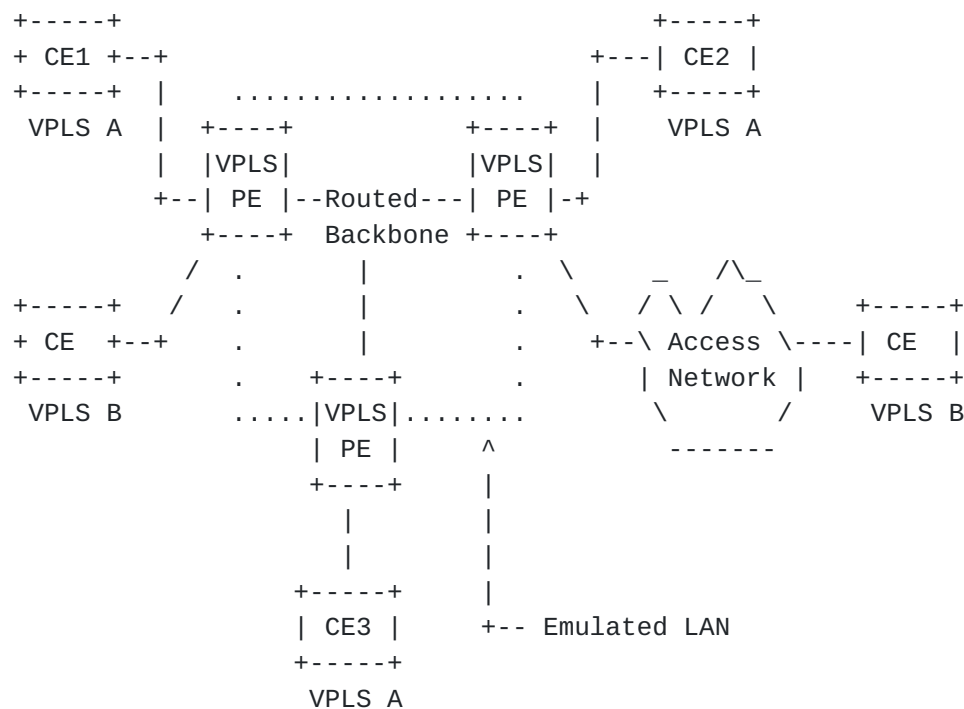 CE1 CE2
VPLS A VPLS A
VPLS VPLS
PE Routed PE
Backbone
CE Access CE
Network
VPLS B VPLS VPLS B
PE
CE3 Emulated LAN
VPLS A